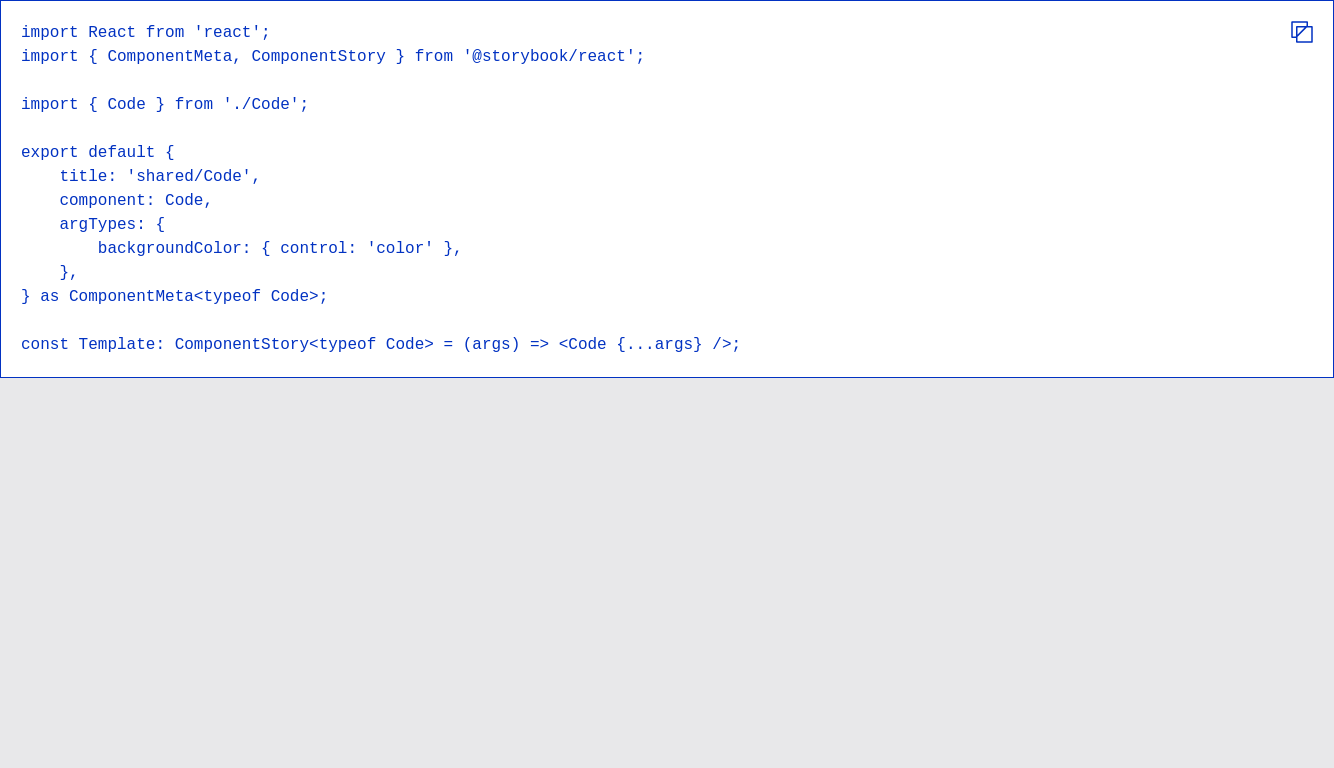 import React from 'react';
import { ComponentMeta, ComponentStory } from '@storybook/react';

import { Code } from './Code';

export default {
    title: 'shared/Code',
    component: Code,
    argTypes: {
        backgroundColor: { control: 'color' },
    },
} as ComponentMeta<typeof Code>;

const Template: ComponentStory<typeof Code> = (args) => <Code {...args} />;